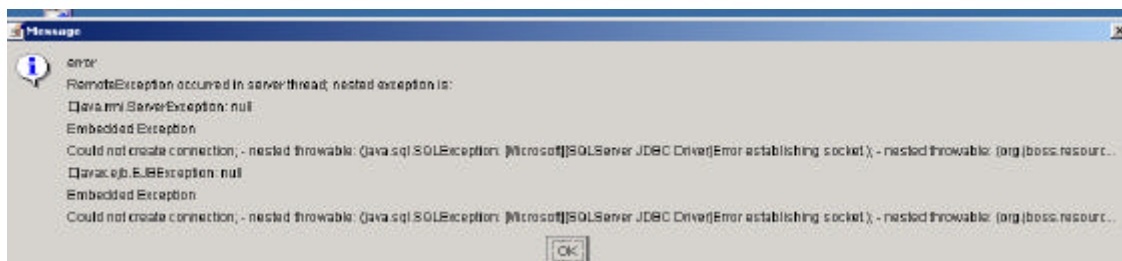 Message
error
RemoteException occurred in server thread; nested exception is:
java.rmi.ServerException: null
Embedded Exception
Could not create connection; - nested throwable: (java.sql.SQLException: [Microsoft][SQLServer JDBC Driver]Error establishing socket.); - nested throwable: (org.jboss.resourc...
javax.ejb.EJBException: null
Embedded Exception
Could not create connection; - nested throwable: (java.sql.SQLException: [Microsoft][SQLServer JDBC Driver]Error establishing socket.); - nested throwable: (org.jboss.resourc...
OK